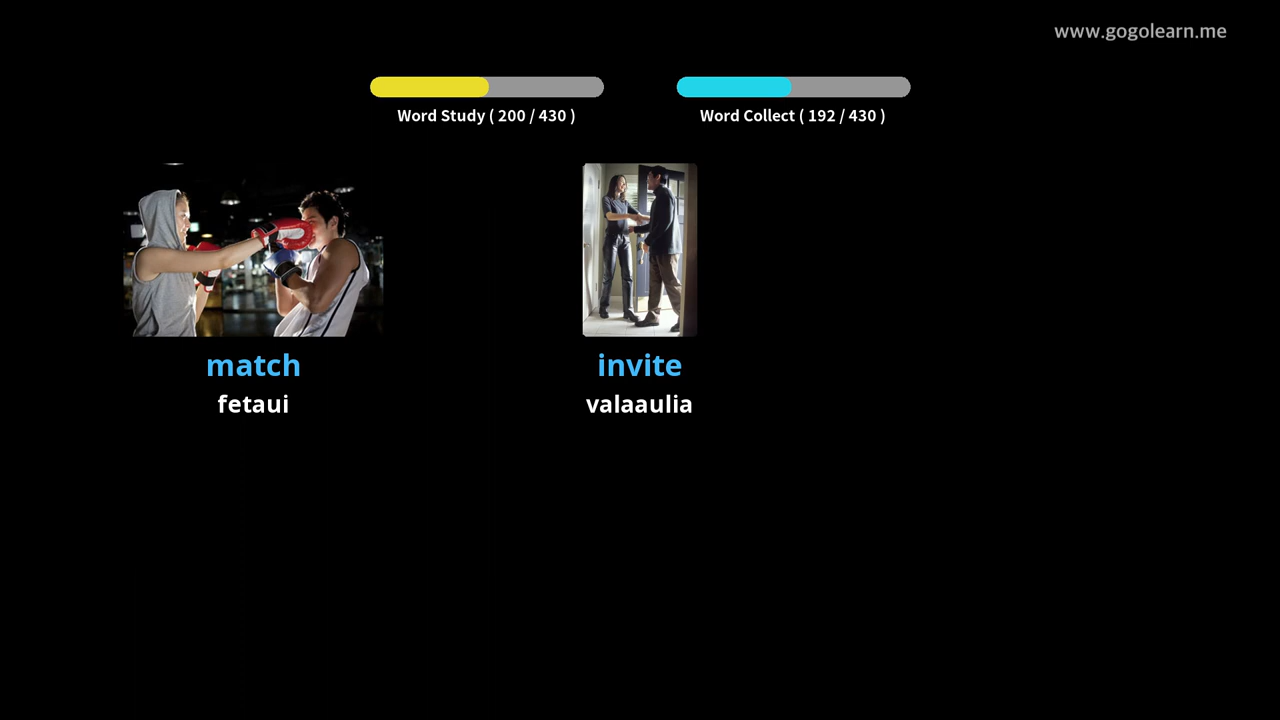 www.gogolearn.me
Word Study ( 200 / 430 )
Word Collect ( 192 / 430 )
match
fetaui
invite
valaaulia